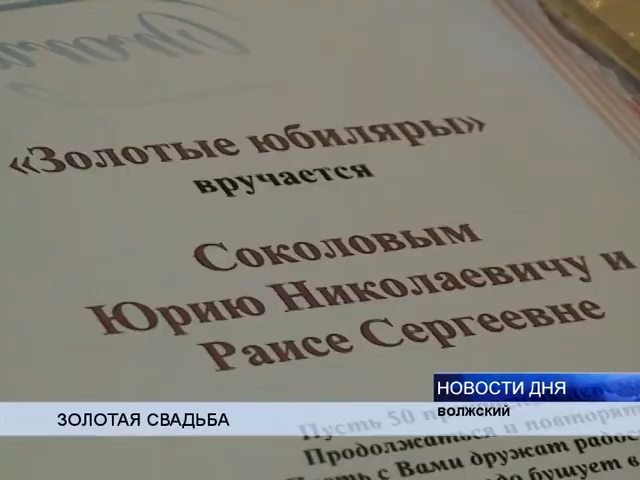 «Золотые юбиляры»
вручается
Соколовым
Юрию Николаевичу и
Раисе Сергеевне
НОВОСТИ ДНЯ
ВОЛЖСКИЙ
ЗОЛОТАЯ СВАДЬБА
Пусть 50
Продолжаться и повторят
Пусть с Вами дружат радос
бушует в